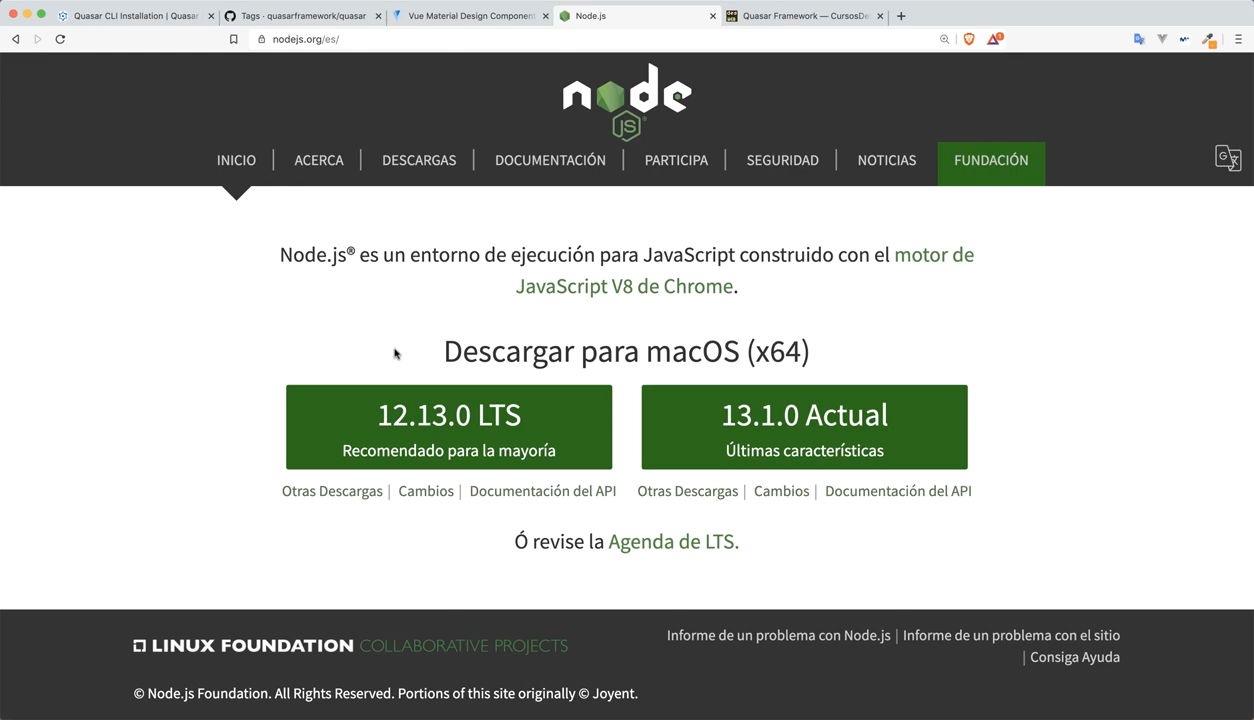 Quasar CLI Installation | Quasar
Tags · quasarframework/quasar
Vue Material Design Component
Node.js
Quasar Framework — CursosDe
nodejs.org/es/
node
JS
INICIO | ACERCA | DESCARGAS | DOCUMENTACIÓN | PARTICIPA | SEGURIDAD | NOTICIAS
FUNDACIÓN
Node.js® es un entorno de ejecución para JavaScript construido con el motor de
JavaScript V8 de Chrome.
Descargar para macOS (x64)
12.13.0 LTS
Recomendado para la mayoría
13.1.0 Actual
Últimas características
Otras Descargas | Cambios | Documentación del API
Otras Descargas | Cambios | Documentación del API
Ó revise la Agenda de LTS.
LINUX FOUNDATION COLLABORATIVE PROJECTS
Informe de un problema con Node.js | Informe de un problema con el sitio
| Consiga Ayuda
© Node.js Foundation. All Rights Reserved. Portions of this site originally © Joyent.